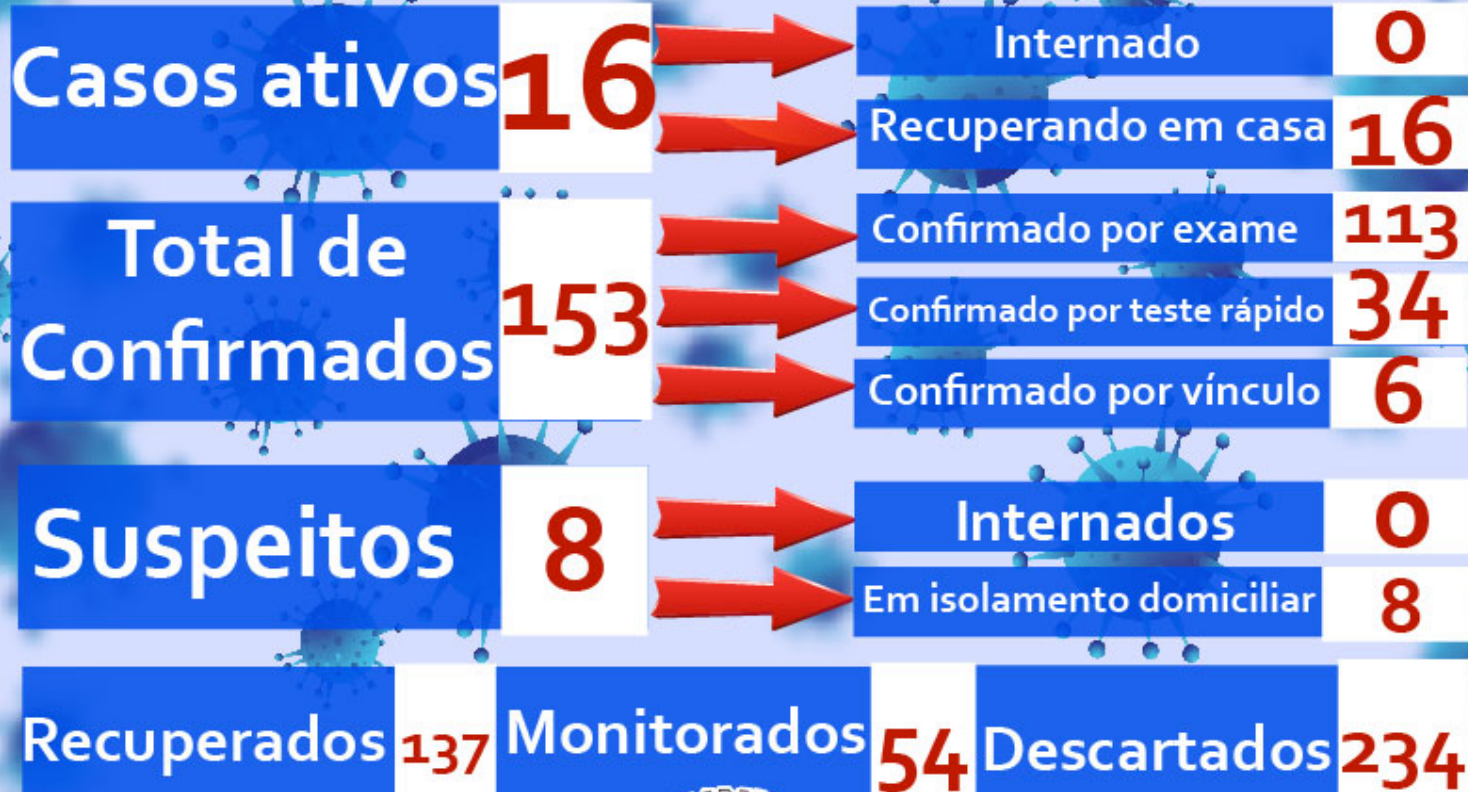 Casos ativos 16
Internado 0
Recuperando em casa 16
Total de
Confirmados 153
Confirmado por exame 113
Confirmado por teste rápido 34
Confirmado por vínculo 6
Suspeitos 8
Internados 0
Em isolamento domiciliar 8
Recuperados 137 Monitorados 54 Descartados 234